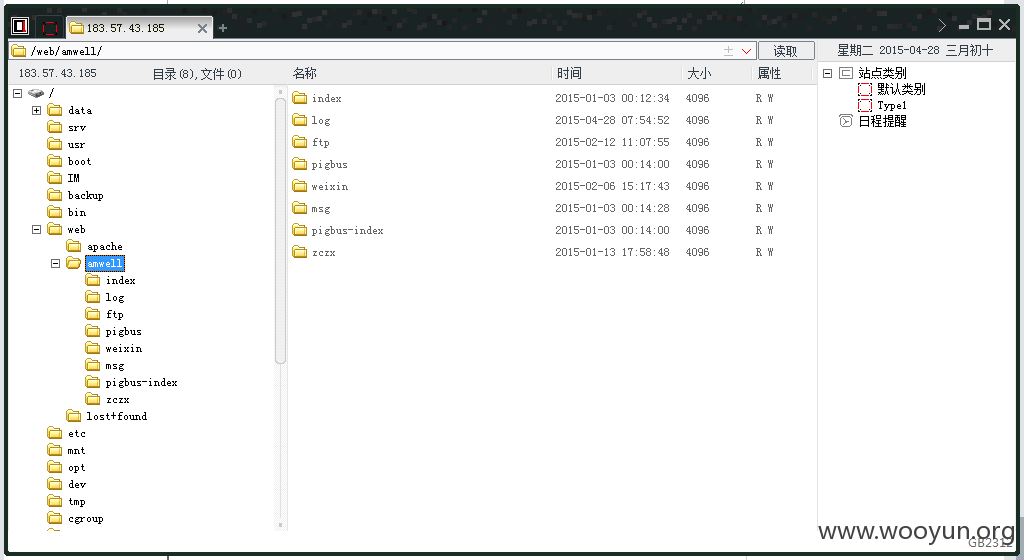 183.57.43.185
/web/amwell/
读取
星期二 2015-04-28 三月初十
183.57.43.185 目录(8),文件(0)
名称 时间 大小 属性
/
data
srv
usr
boot
IM
backup
bin
web
apache
amwell
index
log
ftp
pigbus
weixin
msg
pigbus-index
zczx
lost+found
etc
mnt
opt
dev
tmp
cgroup
index 2015-01-03 00:12:34 4096 R W
log 2015-04-28 07:54:52 4096 R W
ftp 2015-02-12 11:07:55 4096 R W
pigbus 2015-01-03 00:14:00 4096 R W
weixin 2015-02-06 15:17:43 4096 R W
msg 2015-01-03 00:14:28 4096 R W
pigbus-index 2015-01-03 00:14:00 4096 R W
zczx 2015-01-13 17:58:48 4096 R W
站点类别
默认类别
Type1
日程提醒
www.wooyun.org
GB2312